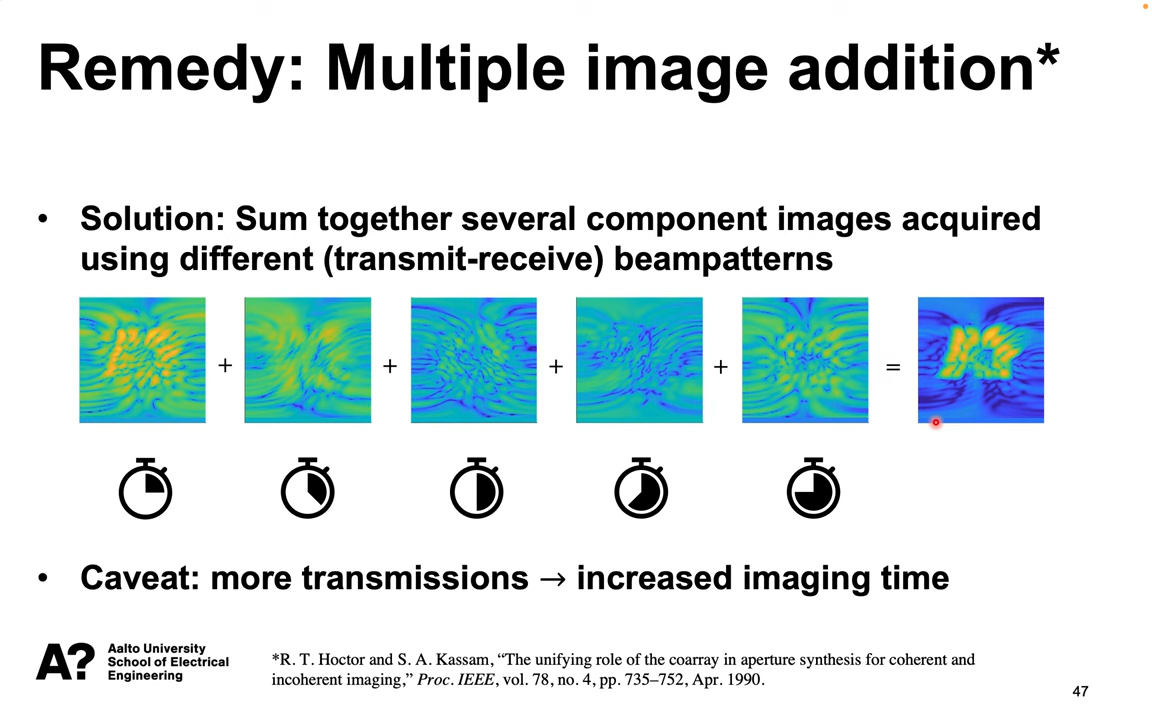 Remedy: Multiple image addition*
• Solution: Sum together several component images acquired
using different (transmit-receive) beampatterns
+ + + + =
• Caveat: more transmissions → increased imaging time
A?
Aalto University
School of Electrical
Engineering
*R. T. Hoctor and S. A. Kassam, “The unifying role of the coarray in aperture synthesis for coherent and
incoherent imaging,” Proc. IEEE, vol. 78, no. 4, pp. 735–752, Apr. 1990.
47